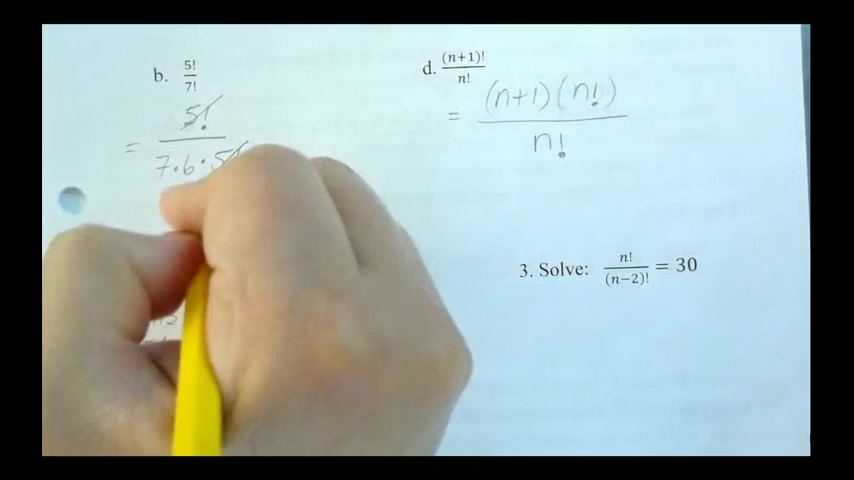 b. 5!/7!
= 5!/7·6·5!
d. (n+1)!/n!
= (n+1)(n!)/n!
3. Solve: n!/(n−2)! = 30